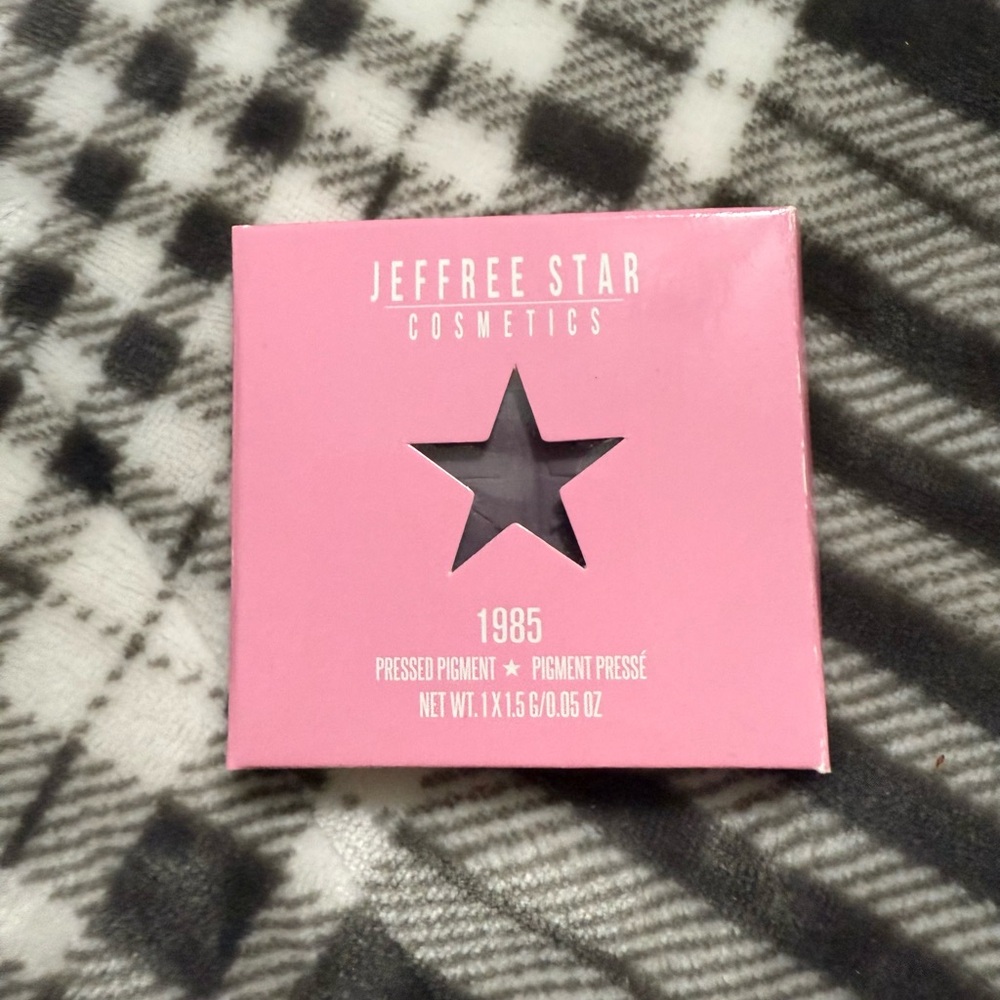 JEFFREE STAR
COSMETICS
1985
PRESSED PIGMENT ★ PIGMENT PRESSÉ
NET WT. 1 X 1.5 G/0.05 OZ